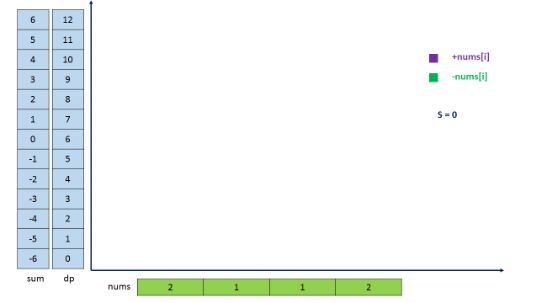 6 12
5 11
4 10
3 9
2 8
1 7
0 6
-1 5
-2 4
-3 3
-4 2
-5 1
-6 0
sum dp
+nums[i]
-nums[i]
S = 0
nums 2 1 1 2